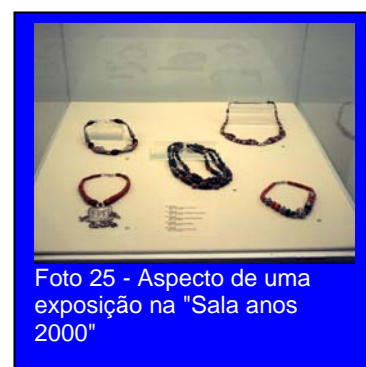 Foto 25 - Aspecto de uma
exposição na "Sala anos
2000"